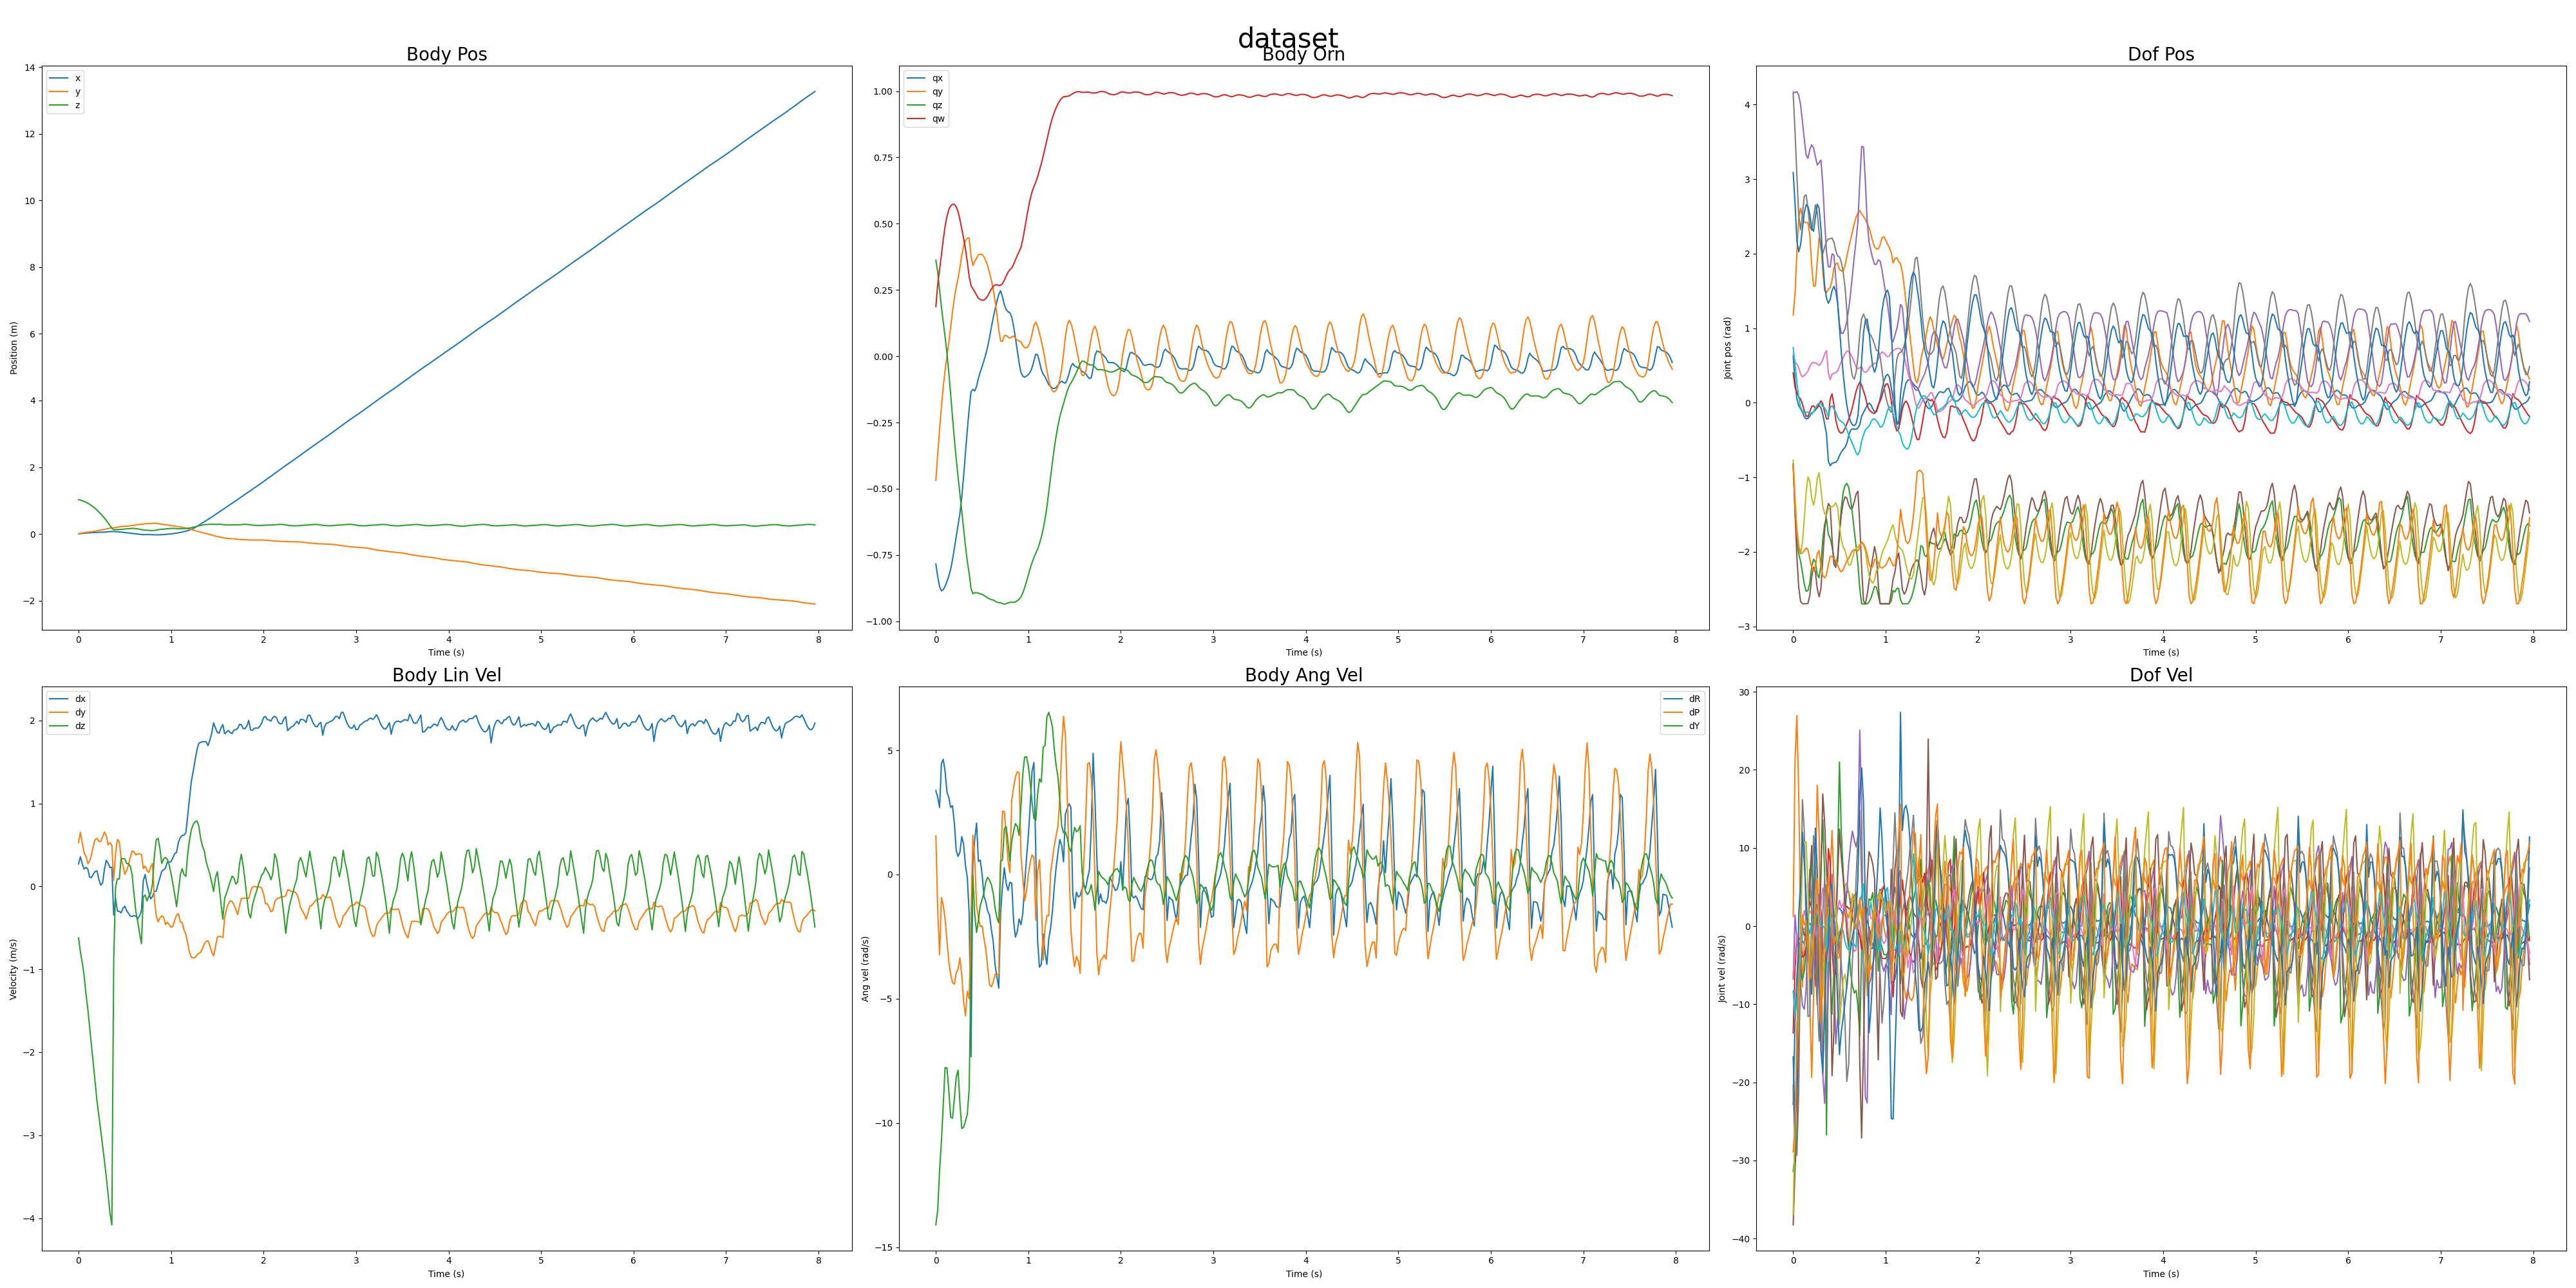 dataset
Body Pos
Body Orn
Dof Pos
Position (m)
14
12
10
8
6
4
2
0
−2
x
y
z
0 1 2 3 4 5 6 7 8
Time (s)
1.00
0.75
0.50
0.25
0.00
−0.25
−0.50
−0.75
−1.00
qx
qy
qz
qw
0 1 2 3 4 5 6 7 8
Time (s)
Joint pos (rad)
4
3
2
1
0
−1
−2
−3
0 1 2 3 4 5 6 7 8
Time (s)
Body Lin Vel
Body Ang Vel
Dof Vel
Velocity (m/s)
2
1
0
−1
−2
−3
−4
dx
dy
dz
0 1 2 3 4 5 6 7 8
Time (s)
Ang vel (rad/s)
5
0
−5
−10
−15
dR
dP
dY
0 1 2 3 4 5 6 7 8
Time (s)
Joint vel (rad/s)
30
20
10
0
−10
−20
−30
−40
0 1 2 3 4 5 6 7 8
Time (s)